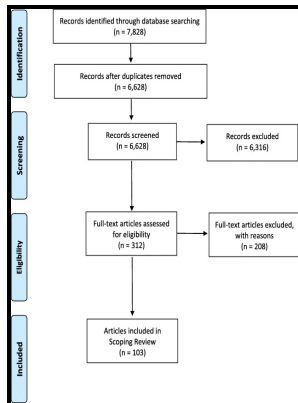 Identification
Records identified through database searching
(n = 7,828)
Records after duplicates removed
(n = 6,628)
Screening
Records screened
(n = 6,628)
Records excluded
(n = 6,316)
Eligibility
Full-text articles assessed
for eligibility
(n = 312)
Full-text articles excluded,
with reasons
(n = 208)
Included
Articles included in
Scoping Review
(n = 103)